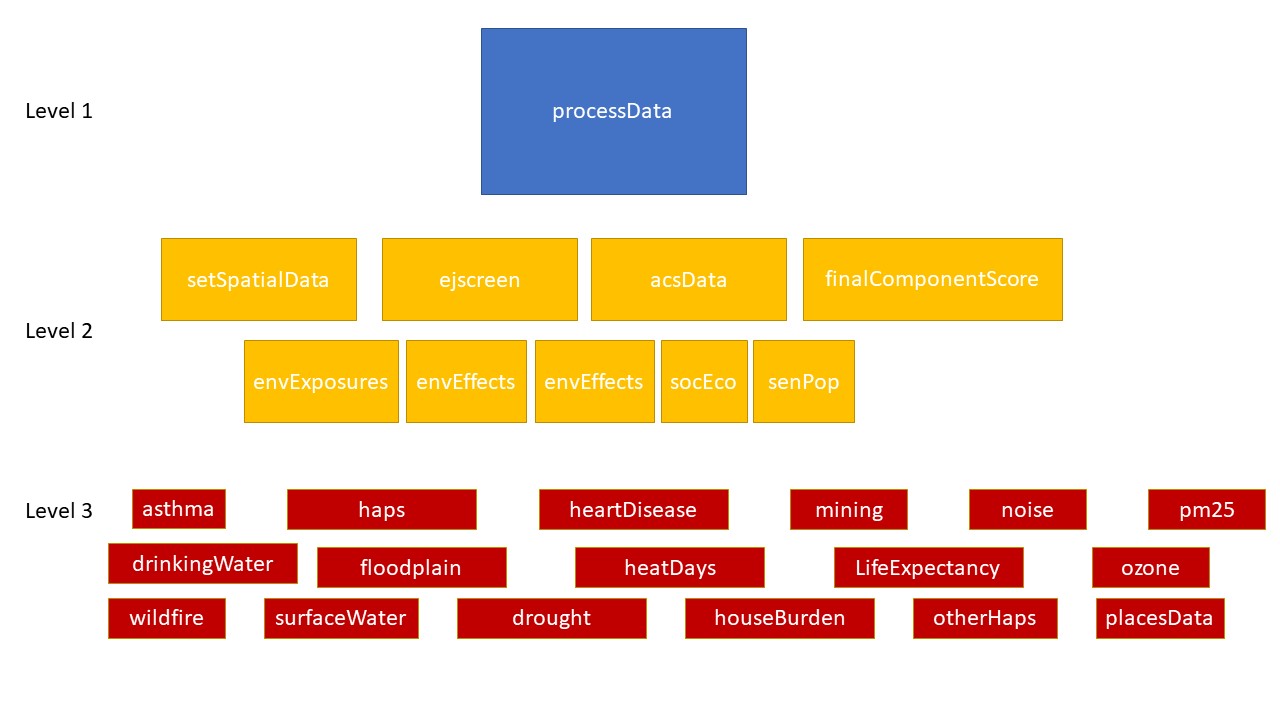 Level 1
processData
setSpatialData
ejscreen
acsData
finalComponentScore
Level 2
envExposures
envEffects
envEffects
socEco
senPop
Level 3
asthma
haps
heartDisease
mining
noise
pm25
drinkingWater
floodplain
heatDays
LifeExpectancy
ozone
wildfire
surfaceWater
drought
houseBurden
otherHaps
placesData